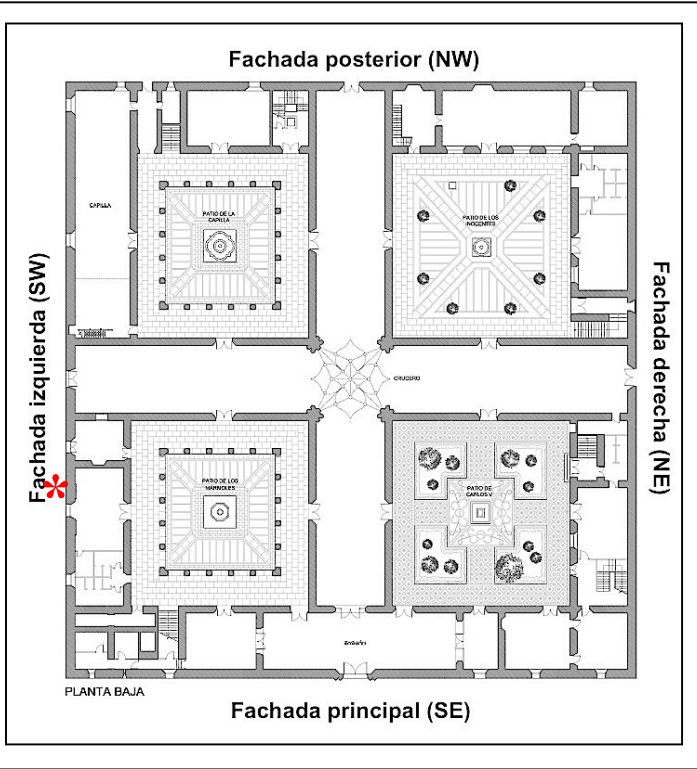 Fachada posterior (NW)
CAPILLA
PATIO DE LA
CAPILLA
PATIO DE LOS
INOCENTES
Fachada izquierda (SW)
Fachada derecha (NE)
CRUCERO
PATIO DE LOS
MÁRMOLES
PATIO DE
CARLOS V
PLANTA BAJA
Fachada principal (SE)